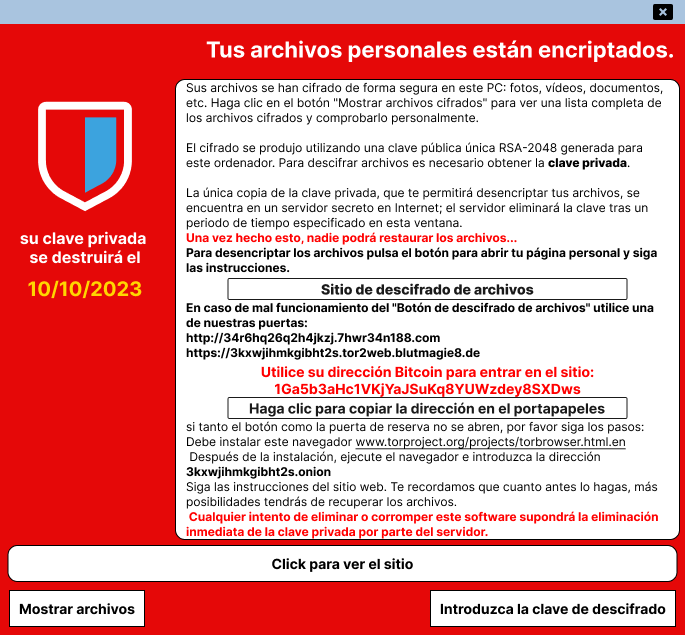 Tus archivos personales están encriptados.
Sus archivos se han cifrado de forma segura en este PC: fotos, vídeos, documentos,
etc. Haga clic en el botón "Mostrar archivos cifrados" para ver una lista completa de
los archivos cifrados y comprobarlo personalmente.
El cifrado se produjo utilizando una clave pública única RSA-2048 generada para
este ordenador. Para descifrar archivos es necesario obtener la clave privada.
La única copia de la clave privada, que te permitirá desencriptar tus archivos, se
encuentra en un servidor secreto en Internet; el servidor eliminará la clave tras un
periodo de tiempo especificado en esta ventana.
Una vez hecho esto, nadie podrá restaurar los archivos...
Para desencriptar los archivos pulsa el botón para abrir tu página personal y siga
las instrucciones.
su clave privada
se destruirá el
10/10/2023
Sitio de descifrado de archivos
En caso de mal funcionamiento del "Botón de descifrado de archivos" utilice una
de nuestras puertas:
http://34r6hq26q2h4jkzj.7hwr34n188.com
https://3kxwjihmkgibht2s.tor2web.blutmagie8.de
Utilice su dirección Bitcoin para entrar en el sitio:
1Ga5b3aHc1VKjYaJSuKq8YUWzdey8SXDws
Haga clic para copiar la dirección en el portapapeles
si tanto el botón como la puerta de reserva no se abren, por favor siga los pasos:
Debe instalar este navegador www.torproject.org/projects/torbrowser.html.en
Después de la instalación, ejecute el navegador e introduzca la dirección
3kxwjihmkgibht2s.onion
Siga las instrucciones del sitio web. Te recordamos que cuanto antes lo hagas, más
posibilidades tendrás de recuperar los archivos.
Cualquier intento de eliminar o corromper este software supondrá la eliminación
inmediata de la clave privada por parte del servidor.
Click para ver el sitio
Mostrar archivos
Introduzca la clave de descifrado